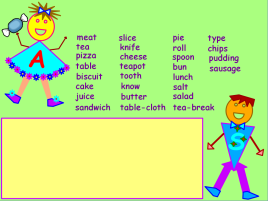 meat slice pie type
tea knife roll chips
pizza cheese spoon pudding
table teapot bun sausage
biscuit tooth lunch
cake know salt
juice butter salad
sandwich table-cloth tea-break
A
S